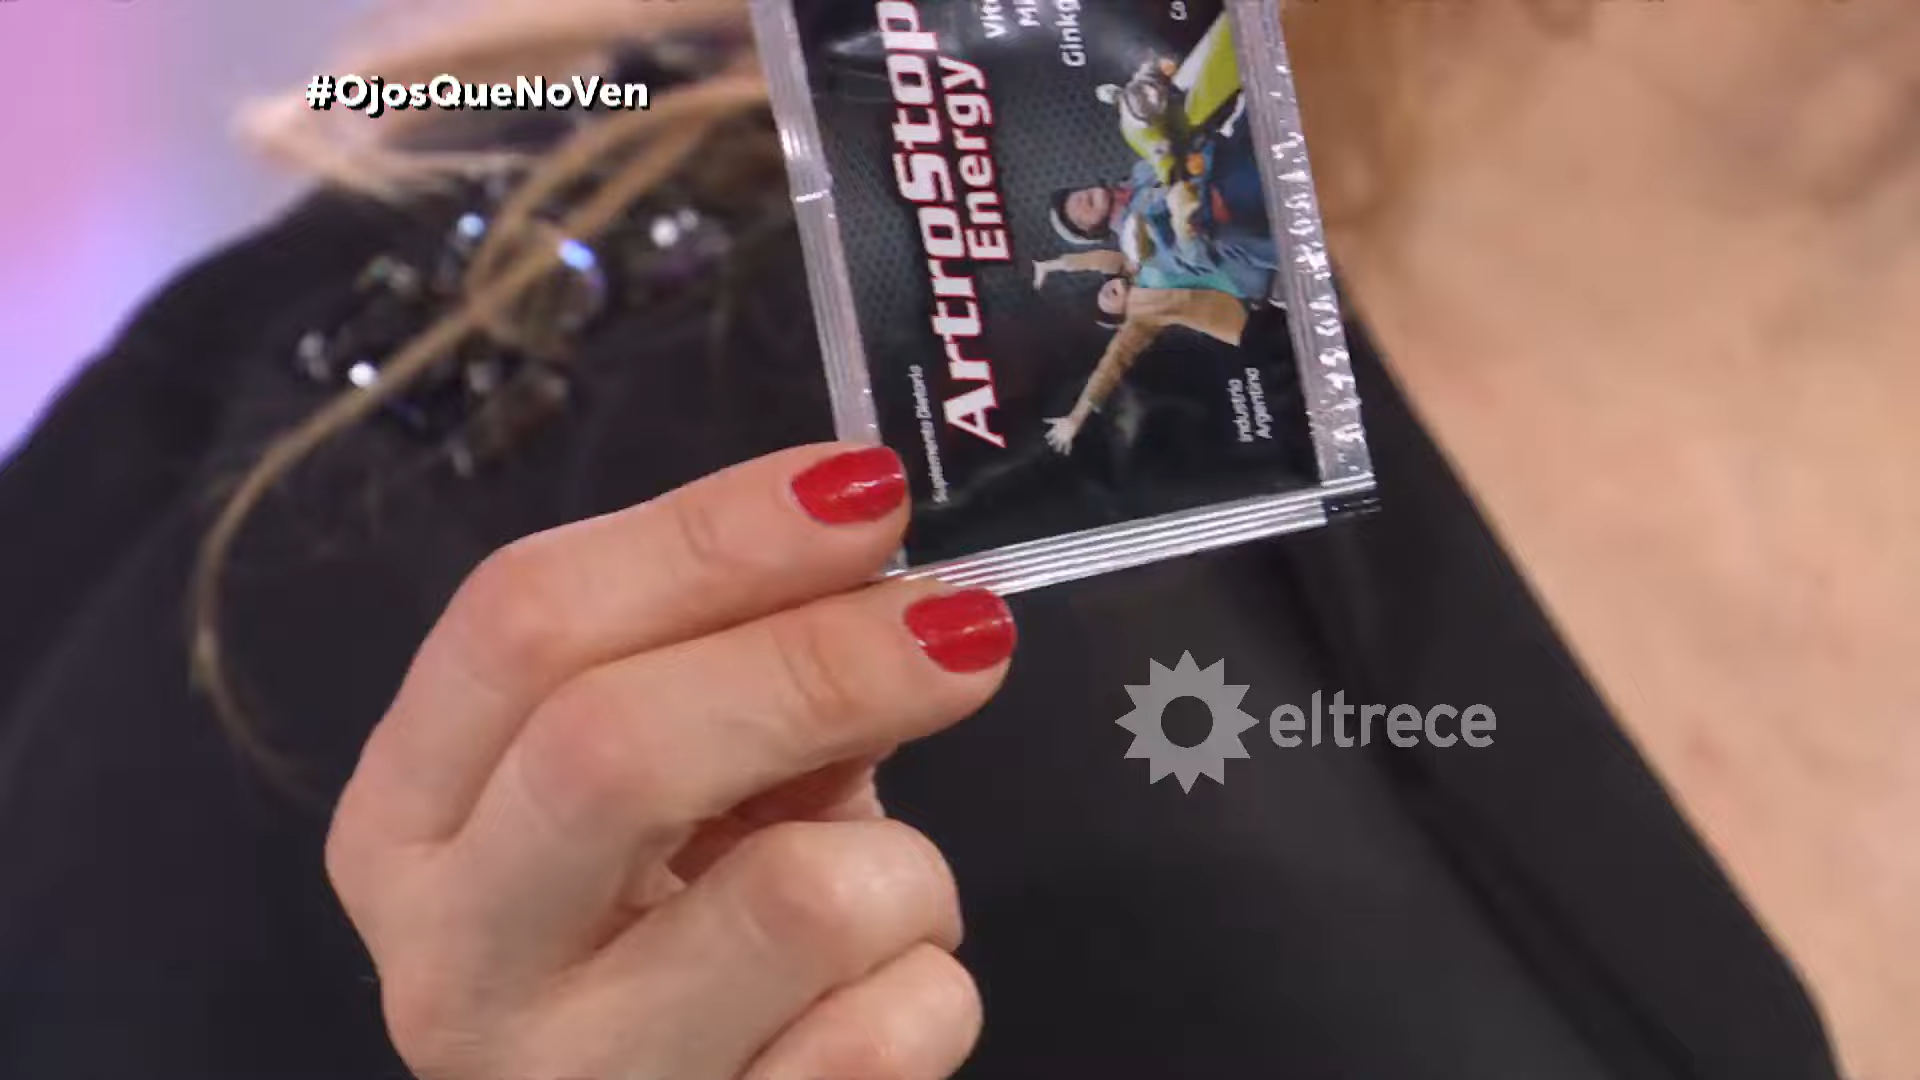 #OjosQueNoVen
Suplemento Dietario
ArtroStop
Energy
Industria
Argentina
eltrece